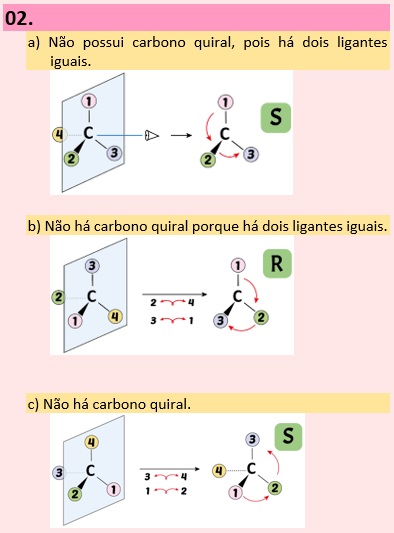 02.
a) Não possui carbono quiral, pois há dois ligantes
iguais.
1
4 C
2 3
1
C
2 3
S
b) Não há carbono quiral porque há dois ligantes iguais.
3
2 C
1 4
2 4
3 1
1
C
3 2
R
c) Não há carbono quiral.
4
3 C
2 1
3 4
1 2
3
4 C
1 2
S